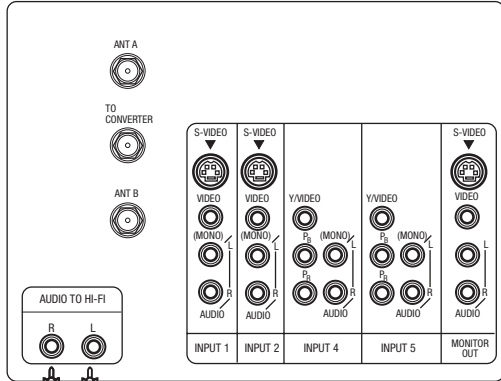 ANT A
TO
CONVERTER
ANT B
S-VIDEO S-VIDEO S-VIDEO
VIDEO VIDEO Y/VIDEO Y/VIDEO VIDEO
(MONO) L (MONO) L PB (MONO) L PB (MONO) L L
PR PR
R R R R R
AUDIO AUDIO AUDIO AUDIO AUDIO
INPUT 1 INPUT 2 INPUT 4 INPUT 5 MONITOR
OUT
AUDIO TO HI-FI
R L